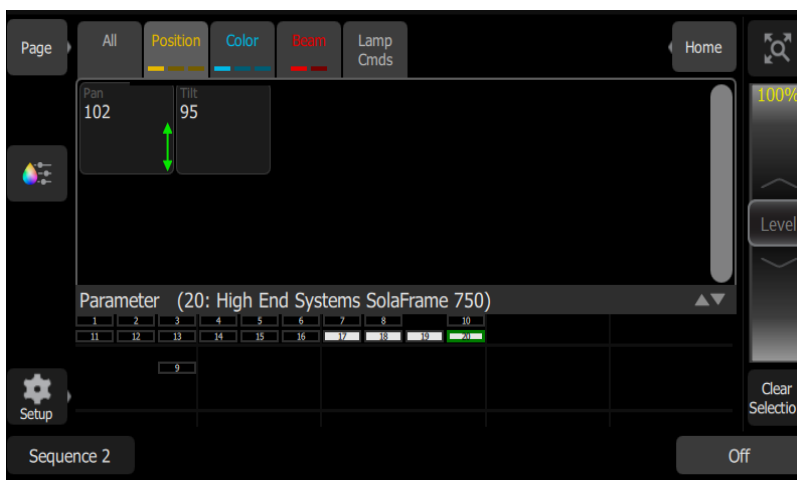 Page
All
Position
Color
Beam
Lamp
Cmds
Home
100%
Pan
102
Tilt
95
Level
Parameter (20: High End Systems SolaFrame 750)
1 2 3 4 5 6 7 8 10
11 12 13 14 15 16 17 18 19 20
9
Setup
Clear
Selectio
Sequence 2
Off